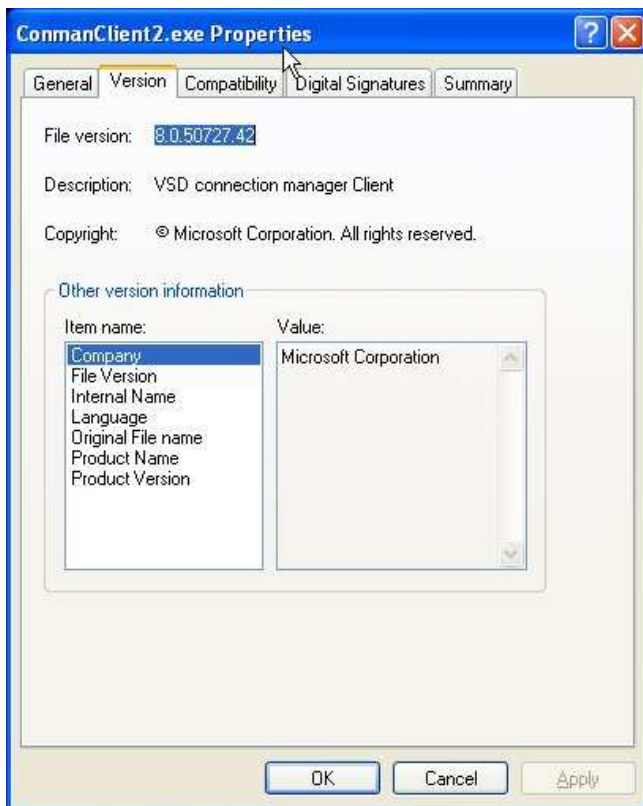 ConmanClient2.exe Properties
General Version Compatibility Digital Signatures Summary
File version: 8.0.50727.42
Description: VSD connection manager Client
Copyright: © Microsoft Corporation. All rights reserved.
Other version information
Item name: Value:
Company Microsoft Corporation
File Version
Internal Name
Language
Original File name
Product Name
Product Version
OK Cancel Apply